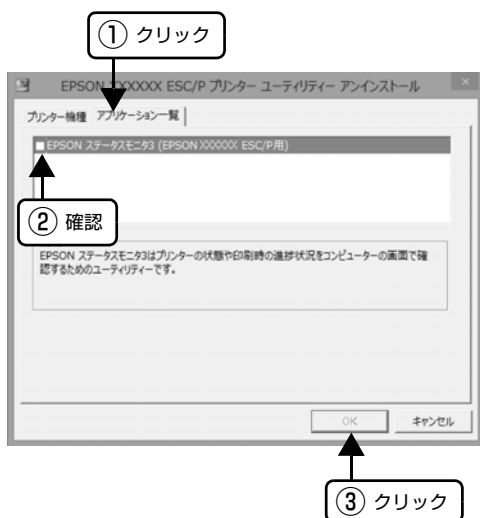 ① クリック
EPSON XXXXXX ESC/P プリンター ユーティリティー アンインストール
プリンター機種 アプリケーション一覧
EPSON ステータスモニタ3 (EPSON XXXXXX ESC/P用)
② 確認
EPSON ステータスモニタ3はプリンターの状態や印刷時の進捗状況をコンピューターの画面で確
認するためのユーティリティーです。
OK キャンセル
③ クリック